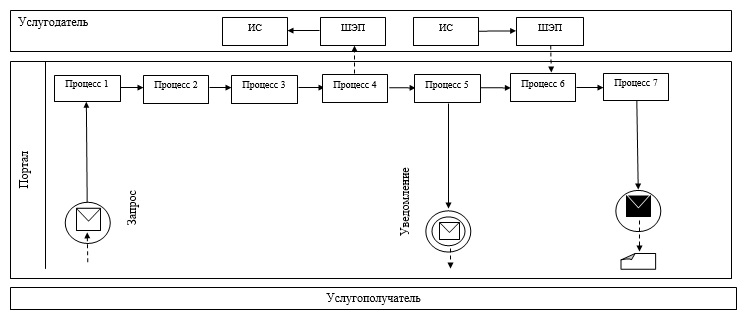 Услугодатель
ИС
ШЭП
ИС
ШЭП
Портал
Процесс 1
Процесс 2
Процесс 3
Процесс 4
Процесс 5
Процесс 6
Процесс 7
Запрос
Уведомление
Услугополучатель